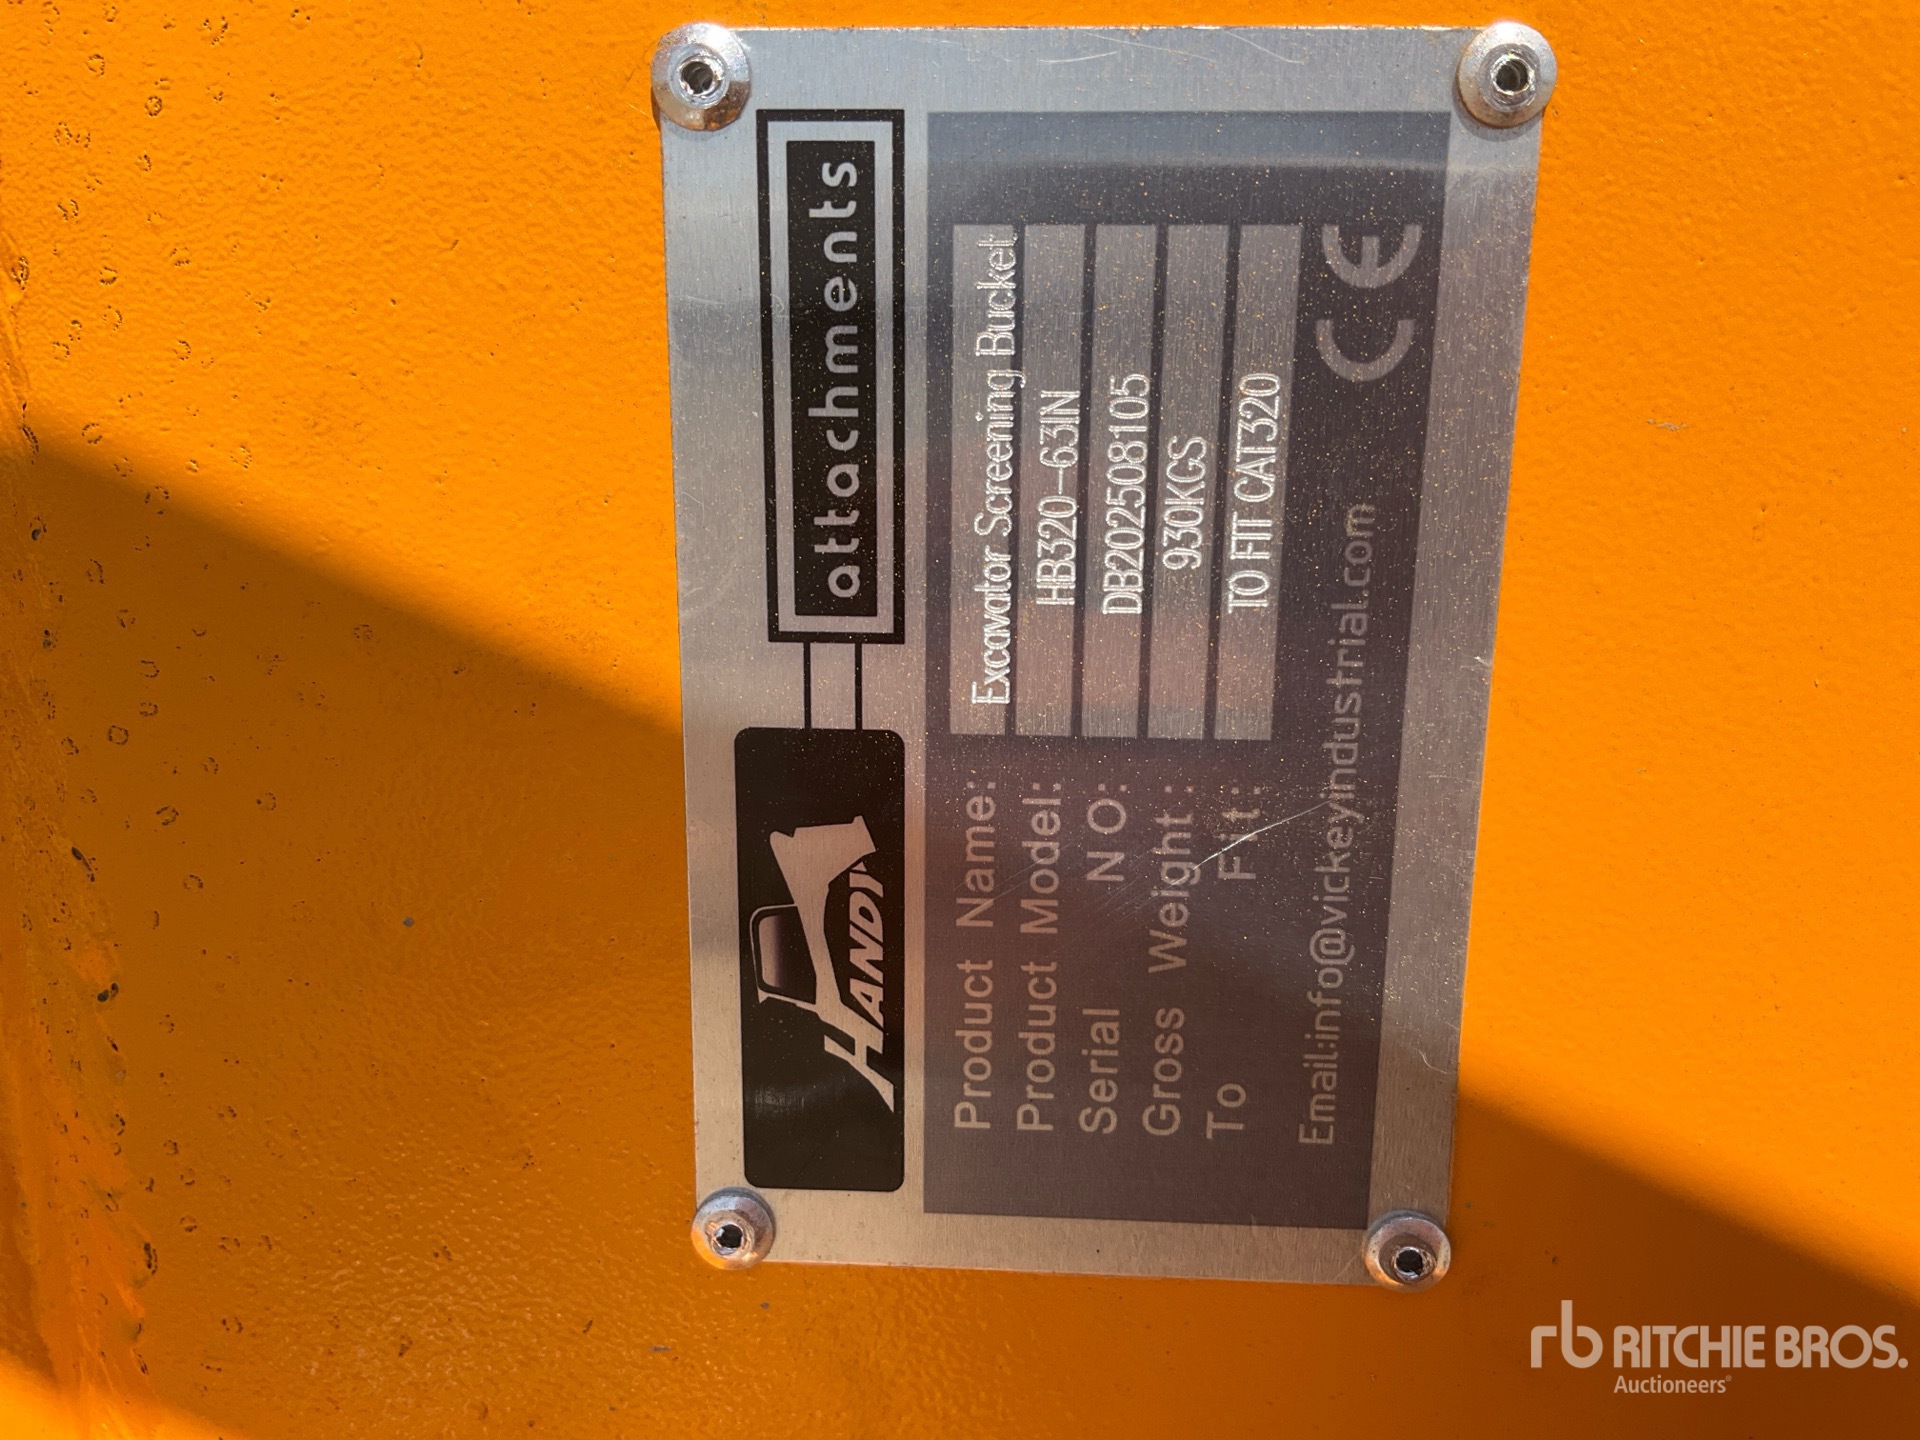 HANDY attachments
Product Name: Excavator Screening Bucket
Product Model: HB320-63IN
Serial NO: DB202508105
Gross Weight: 930KGS
To Fit: TO FIT CAT320
Email:info@vickeyindustrial.com CE
rb RITCHIE BROS.
Auctioneers